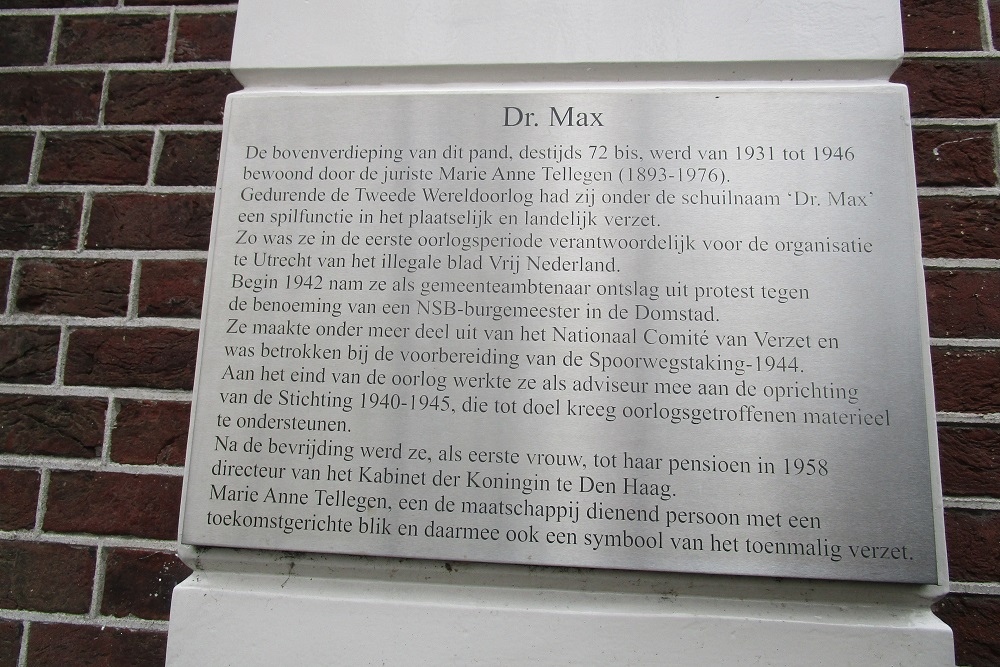 Dr. Max
De bovenverdieping van dit pand, destijds 72 bis, werd van 1931 tot 1946
bewoond door de juriste Marie Anne Tellegen (1893-1976).
Gedurende de Tweede Wereldoorlog had zij onder de schuilnaam ‘Dr. Max’
een spilfunctie in het plaatselijk en landelijk verzet.
Zo was ze in de eerste oorlogsperiode verantwoordelijk voor de organisatie
te Utrecht van het illegale blad Vrij Nederland.
Begin 1942 nam ze als gemeenteambtenaar ontslag uit protest tegen
de benoeming van een NSB-burgemeester in de Domstad.
Ze maakte onder meer deel uit van het Nationaal Comité van Verzet en
was betrokken bij de voorbereiding van de Spoorwegstaking-1944.
Aan het eind van de oorlog werkte ze als adviseur mee aan de oprichting
van de Stichting 1940-1945, die tot doel kreeg oorlogsgetroffenen materieel
te ondersteunen.
Na de bevrijding werd ze, als eerste vrouw, tot haar pensioen in 1958
directeur van het Kabinet der Koningin te Den Haag.
Marie Anne Tellegen, een de maatschappij dienend persoon met een
toekomstgerichte blik en daarmee ook een symbool van het toenmalig verzet.